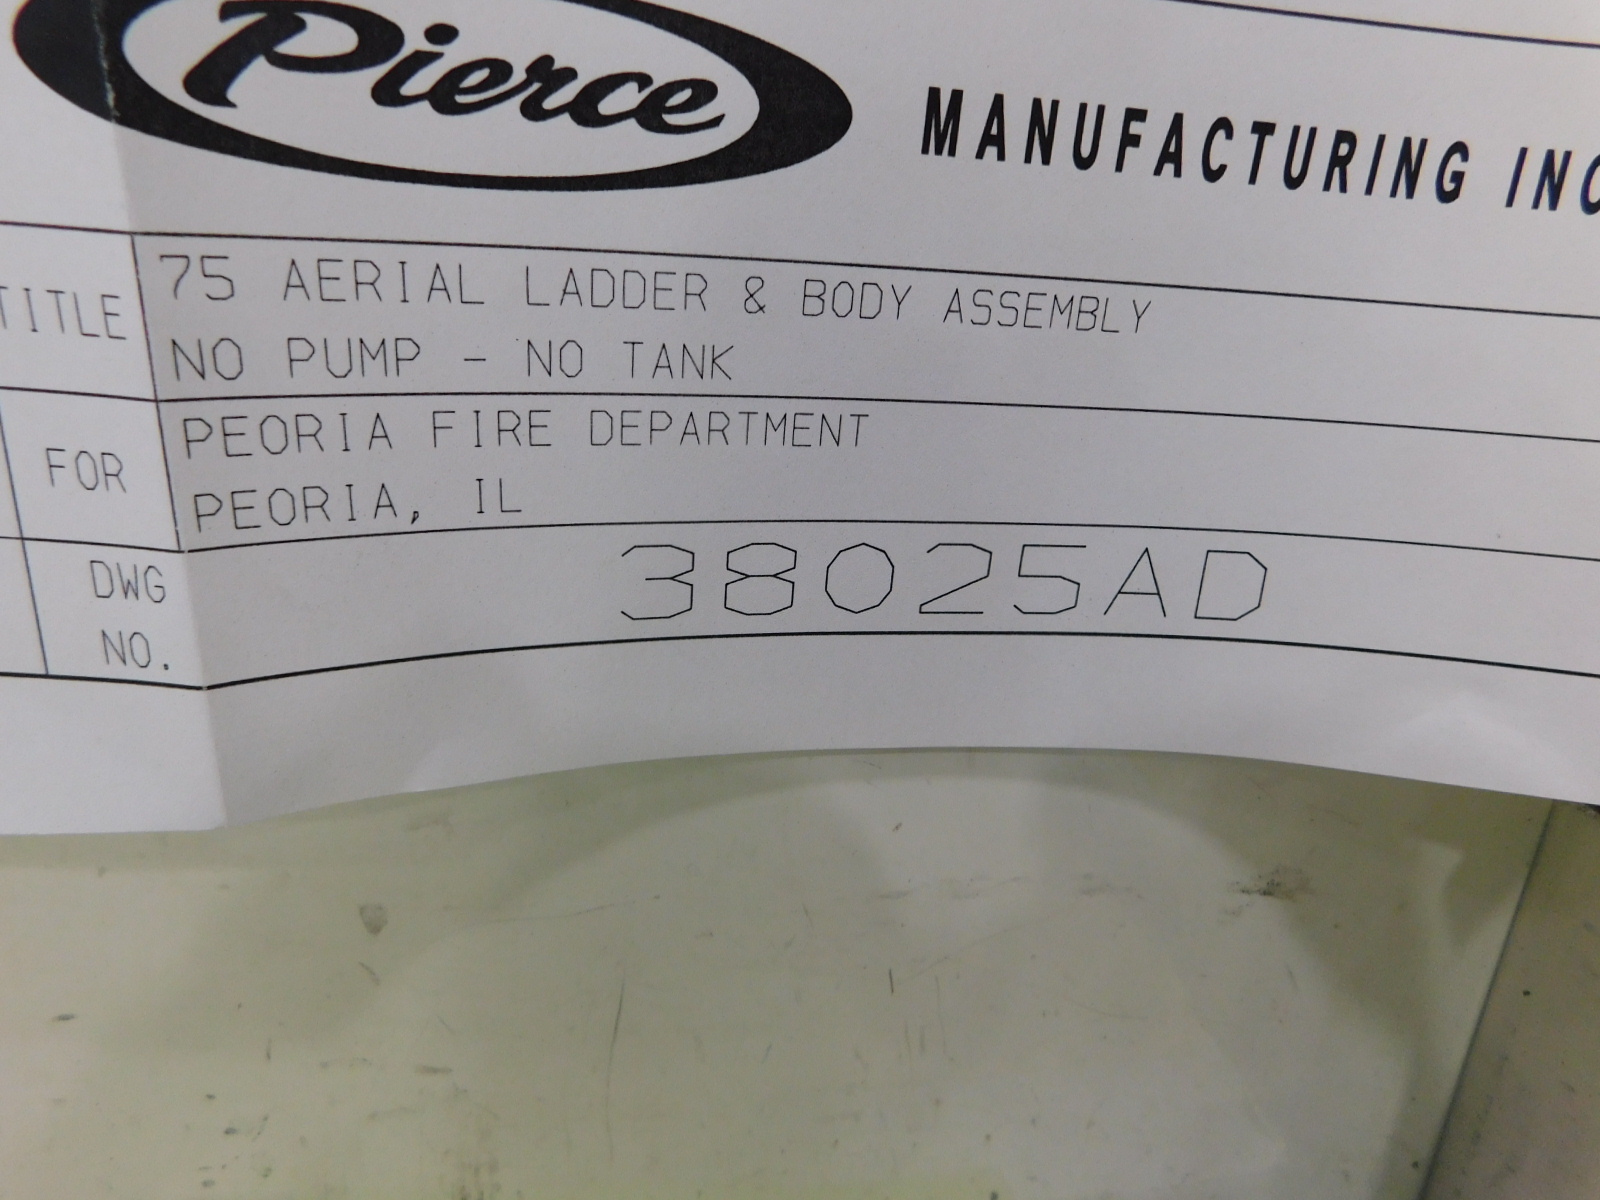 Pierce MANUFACTURING INC
TITLE
75 AERIAL LADDER & BODY ASSEMBLY
NO PUMP - NO TANK
FOR
PEORIA FIRE DEPARTMENT
PEORIA, IL
DWG
NO.
38025AD